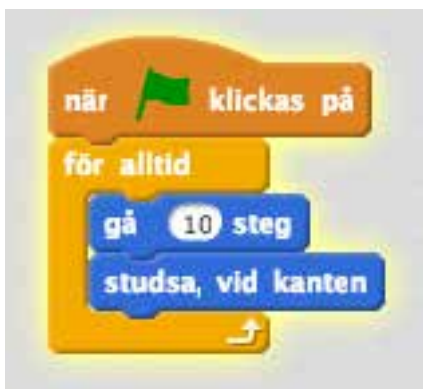 när klickas på
för alltid
gå 10 steg
studsa, vid kanten